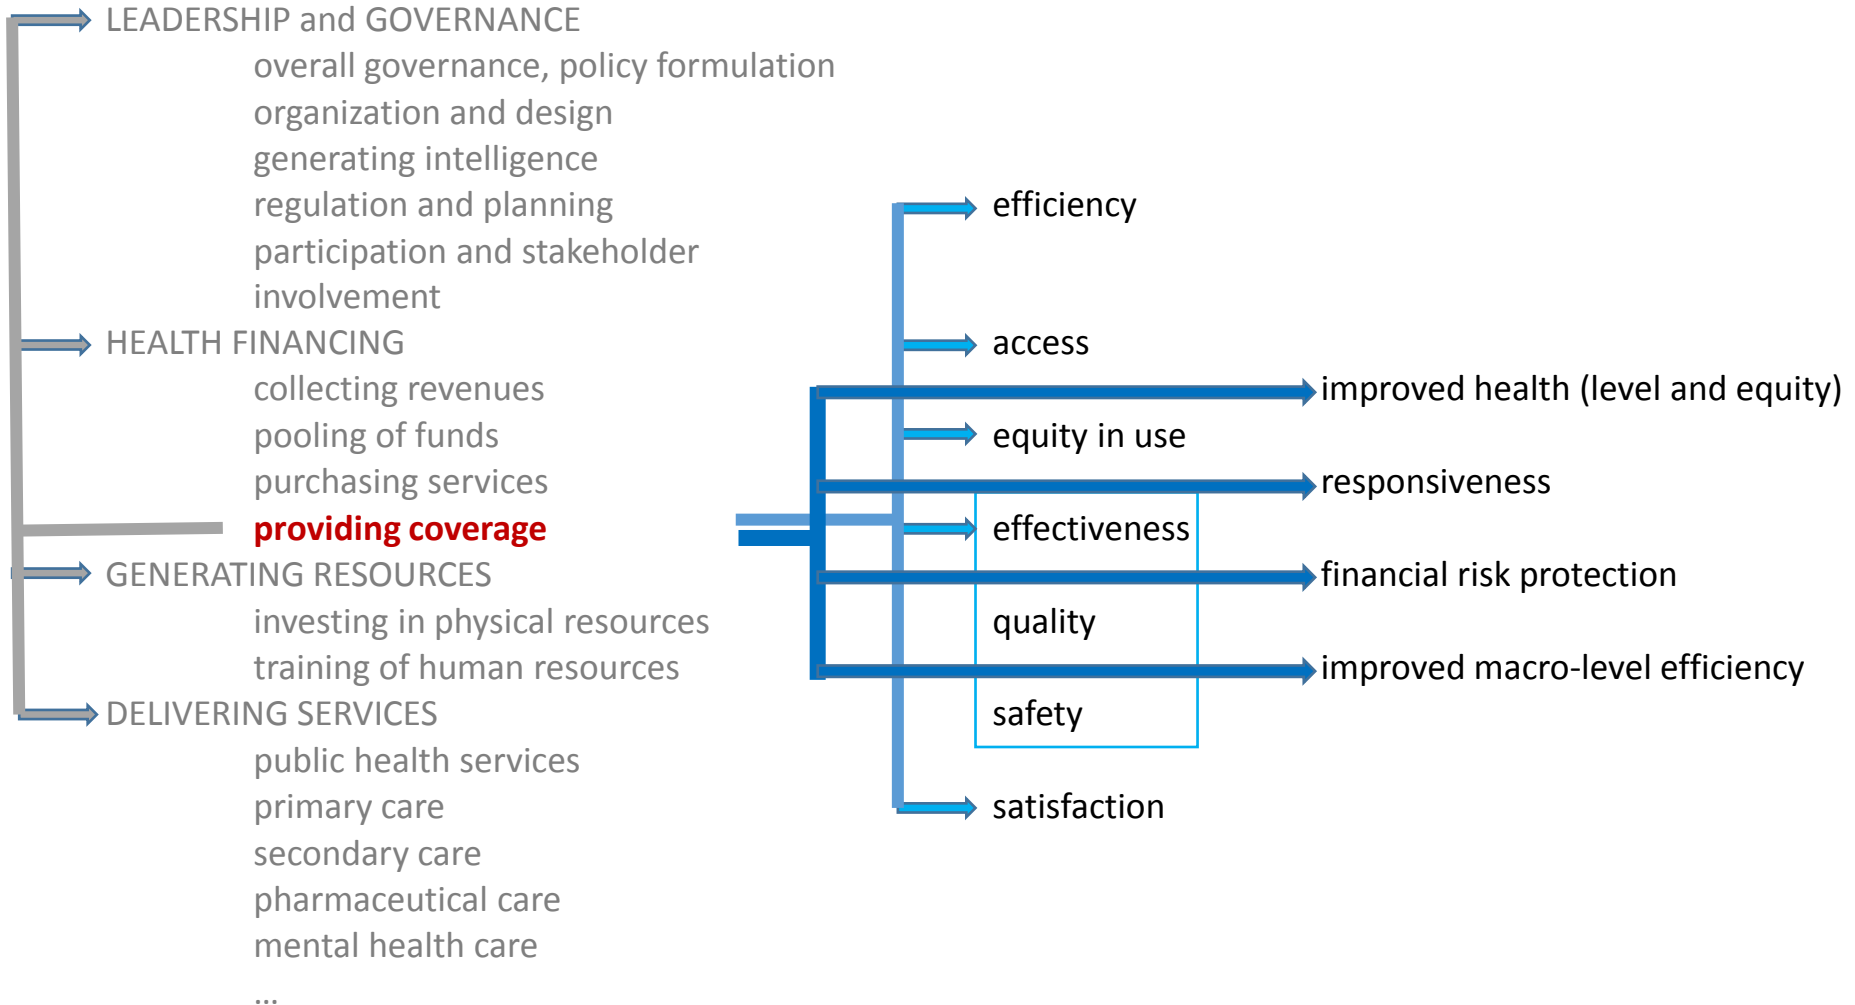 LEADERSHIP and GOVERNANCE
overall governance, policy formulation
organization and design
generating intelligence
regulation and planning
participation and stakeholder
involvement
HEALTH FINANCING
collecting revenues
pooling of funds
purchasing services
providing coverage
GENERATING RESOURCES
investing in physical resources
training of human resources
DELIVERING SERVICES
public health services
primary care
secondary care
pharmaceutical care
mental health care
...
efficiency
access
equity in use
effectiveness
quality
safety
satisfaction
improved health (level and equity)
responsiveness
financial risk protection
improved macro-level efficiency